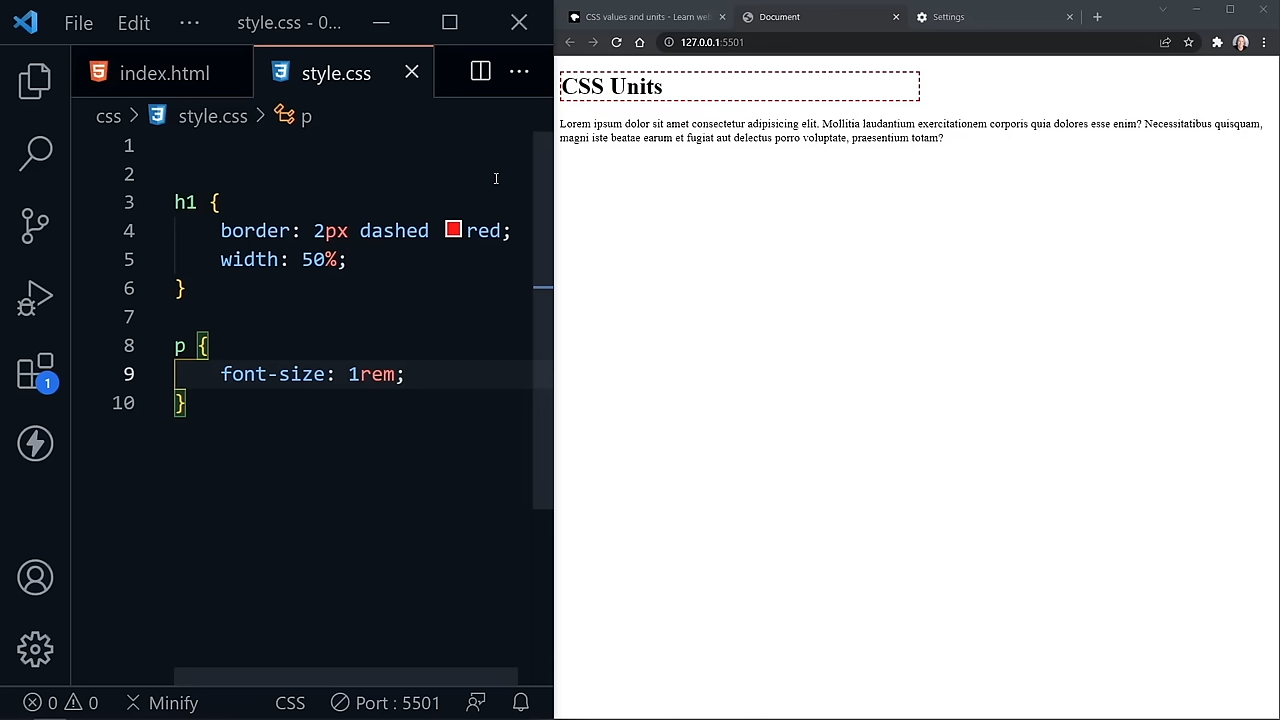 File Edit ··· style.css - 0...
index.html style.css
css > style.css > p
1
2
3 h1 {
4 border: 2px dashed red;
5 width: 50%;
6 }
7
8 p {
9 font-size: 1rem;
10 }
1
0 0 Minify CSS Port : 5501
CSS values and units - Learn web Document Settings
127.0.0.1:5501
CSS Units
Lorem ipsum dolor sit amet consectetur adipisicing elit. Mollitia laudantium exercitationem corporis quia dolores esse enim? Necessitatibus quisquam,
magni iste beatae earum et fugiat aut delectus porro voluptate, praesentium totam?